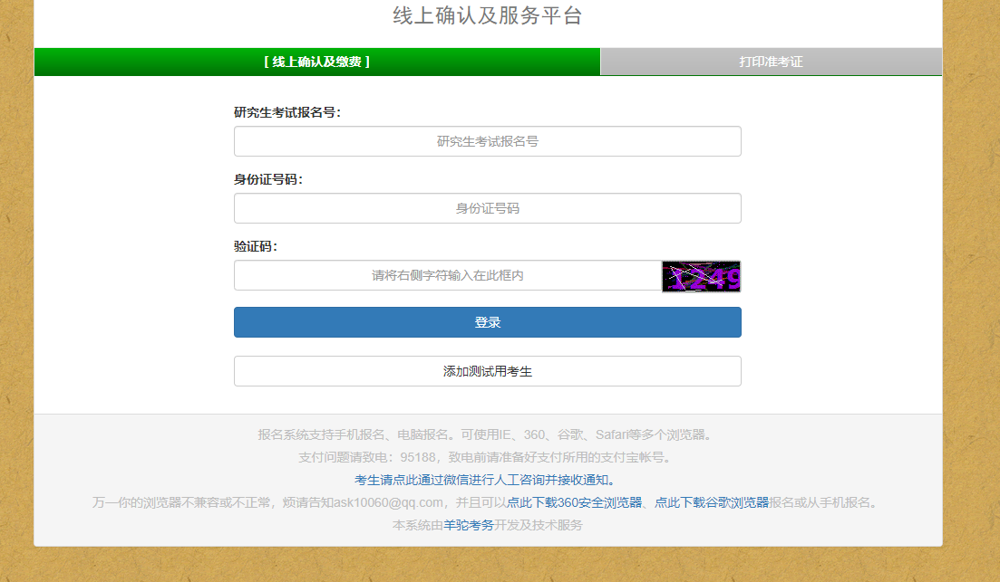 线上确认及服务平台
[ 线上确认及缴费 ] 打印准考证
研究生考试报名号：
研究生考试报名号
身份证号码：
身份证号码
验证码：
请将右侧字符输入在此框内 1249
登录
添加测试用考生
报名系统支持手机报名、电脑报名。可使用IE、360、谷歌、Safari等多个浏览器。
支付问题请致电：95188，致电前请准备好支付所用的支付宝帐号。
考生请点此通过微信进行人工咨询并接收通知。
万一你的浏览器不兼容或不正常，烦请告知ask10060@qq.com，并且可以点此下载360安全浏览器、点此下载谷歌浏览器报名或从手机报名。
本系统由羊驼考务开发及技术服务